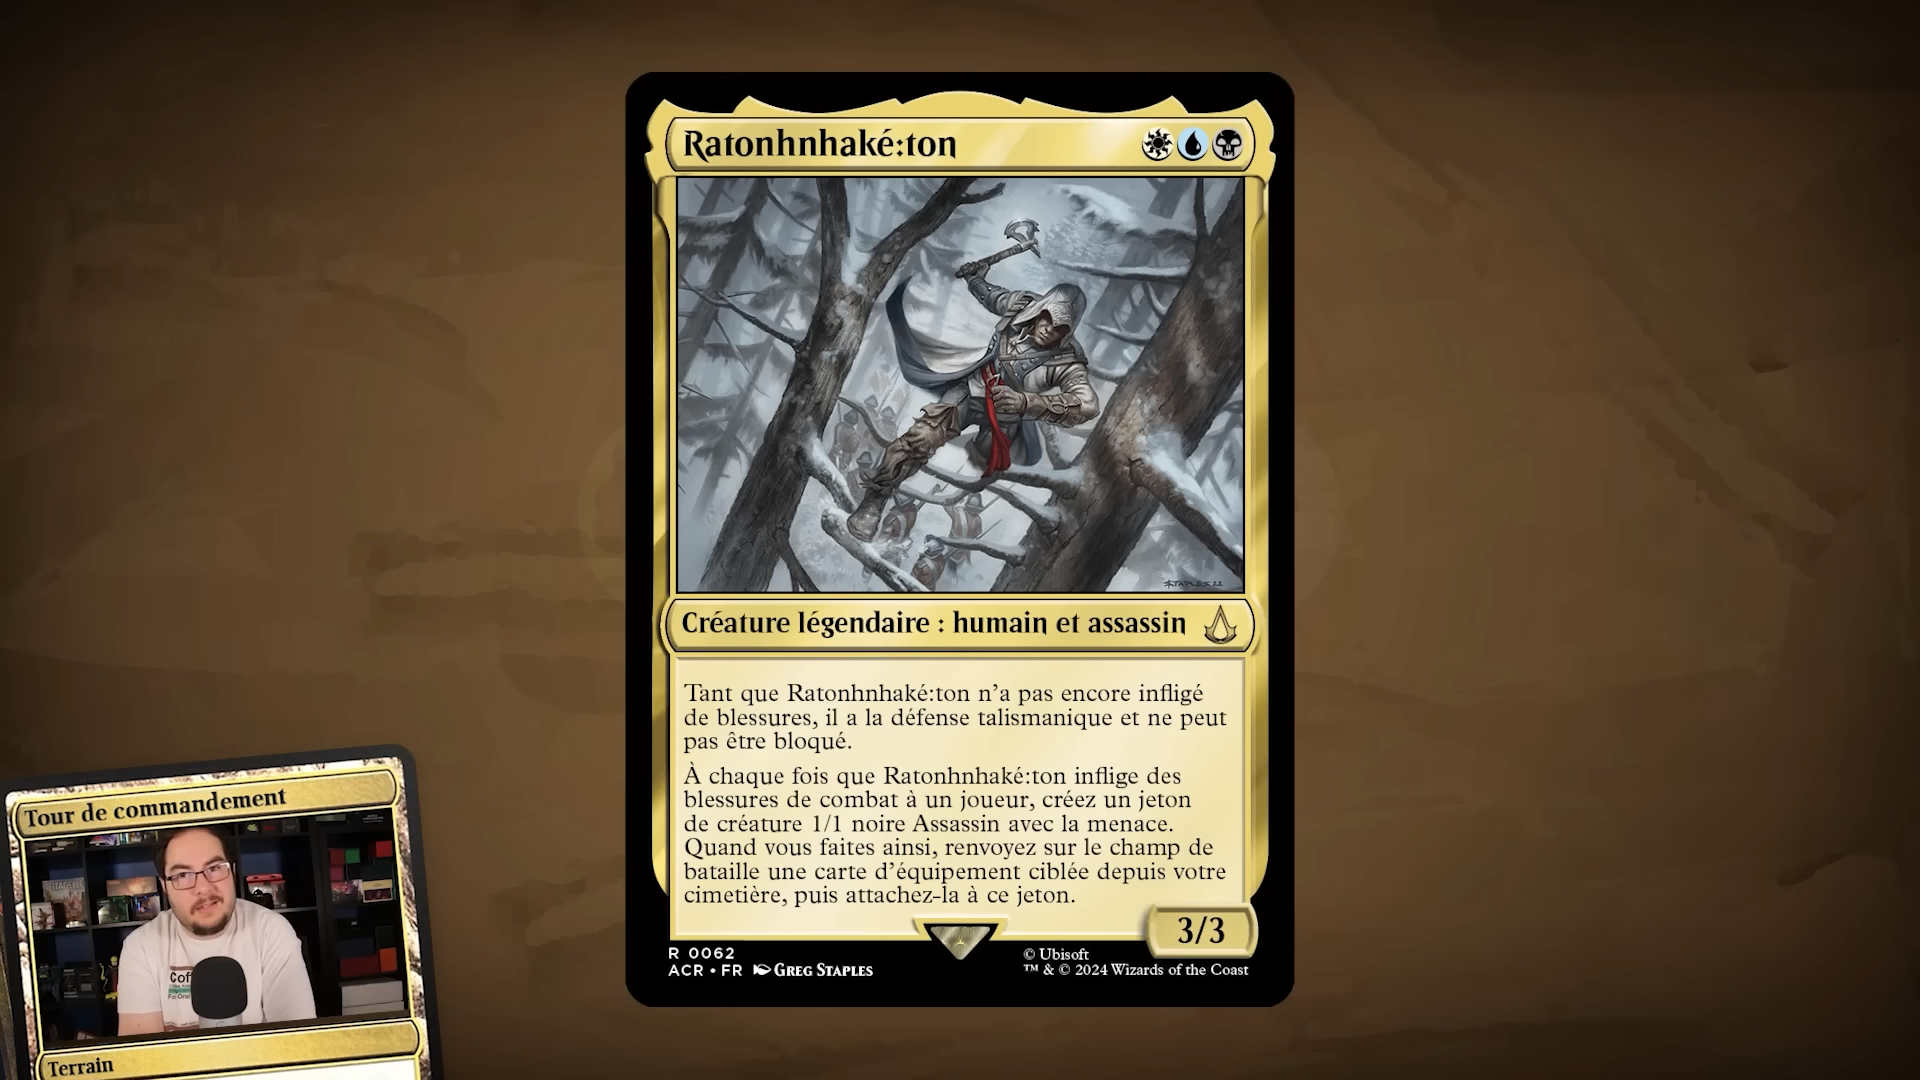 Ratonhnhaké:ton
STAPLES 22
Créature légendaire : humain et assassin
Tant que Ratonhnhaké:ton n'a pas encore infligé
de blessures, il a la défense talismanique et ne peut
pas être bloqué.
À chaque fois que Ratonhnhaké:ton inflige des
blessures de combat à un joueur, créez un jeton
de créature 1/1 noire Assassin avec la menace.
Quand vous faites ainsi, renvoyez sur le champ de
bataille une carte d'équipement ciblée depuis votre
cimetière, puis attachez-la à ce jeton.
3/3
R 0062
ACR • FR GREG STAPLES
© Ubisoft
™ & © 2024 Wizards of the Coast
Tour de commandement
CITADELLES
Terrain